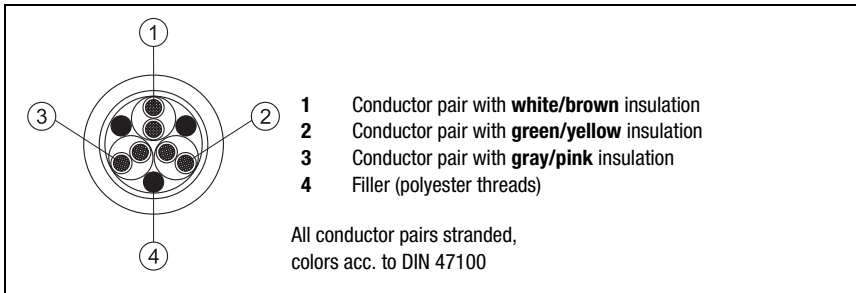 1
3
2
4
1 Conductor pair with white/brown insulation
2 Conductor pair with green/yellow insulation
3 Conductor pair with gray/pink insulation
4 Filler (polyester threads)
All conductor pairs stranded,
colors acc. to DIN 47100